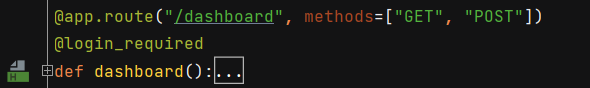 @app.route("/dashboard", methods=["GET", "POST"])
@login_required
def dashboard():...